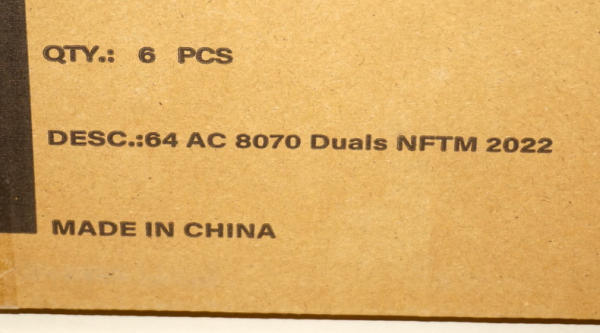 QTY.: 6 PCS
DESC.:64 AC 8070 Duals NFTM 2022
MADE IN CHINA